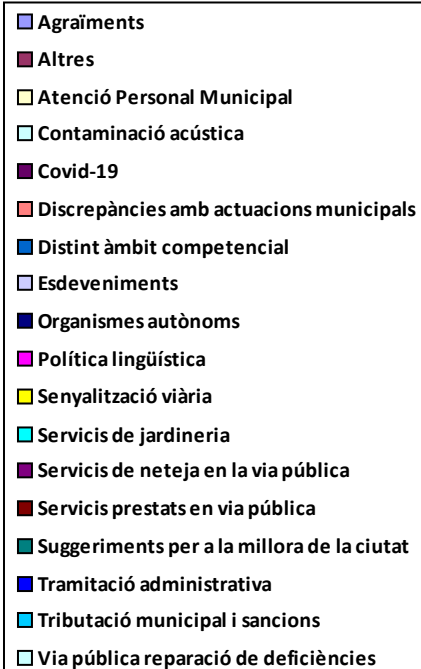 Agraïments
Altres
Atenció Personal Municipal
Contaminació acústica
Covid-19
Discrepàncies amb actuacions municipals
Distint àmbit competencial
Esdeveniments
Organismes autònoms
Política lingüística
Senyalització viària
Servicis de jardineria
Servicis de neteja en la via pública
Servicis prestats en via pública
Suggeriments per a la millora de la ciutat
Tramitació administrativa
Tributació municipal i sancions
Via pública reparació de deficiències